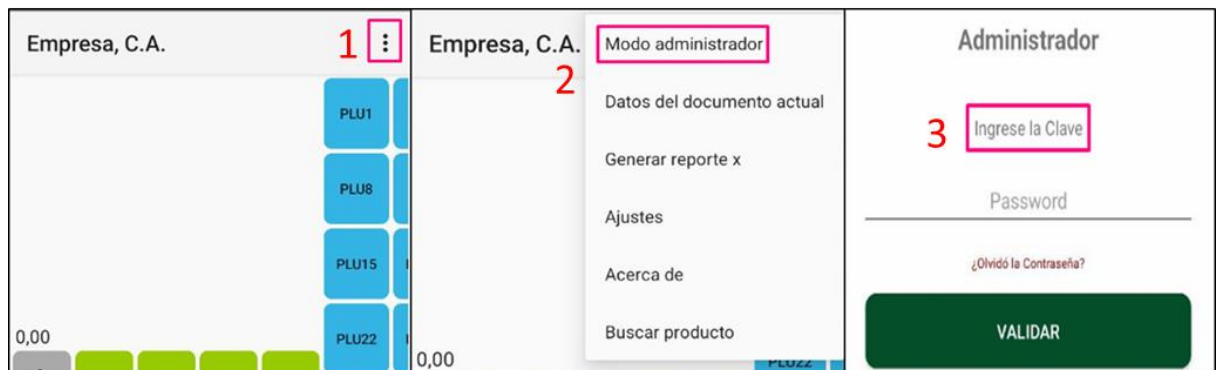 Empresa, C.A.
1
PLU1
PLU8
PLU15
PLU22
0,00
Empresa, C.A.
2
Modo administrador
Datos del documento actual
Generar reporte x
Ajustes
Acerca de
Buscar producto
0,00
PLU22
Administrador
3
Ingrese la Clave
Password
¿Olvidó la Contraseña?
VALIDAR